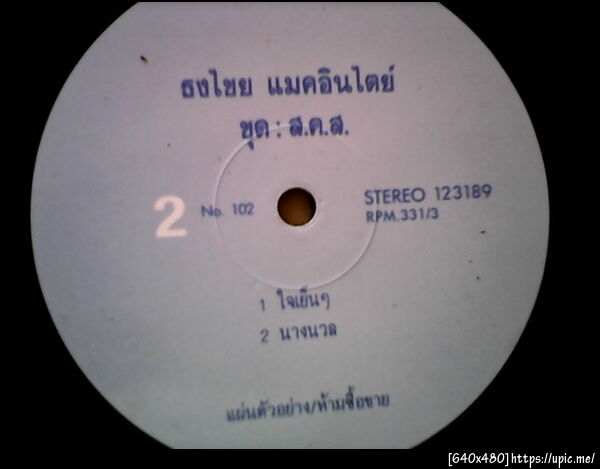 ธงไชย แมคอินไตย์
ชุด : ส.ค.ส.
2 No. 102 STEREO 123189
RPM.331/3
1 ใจเย็นๆ
2 นางนวล
แผ่นตัวอย่าง/ห้ามซื้อขาย
[640x480]https://upic.me/